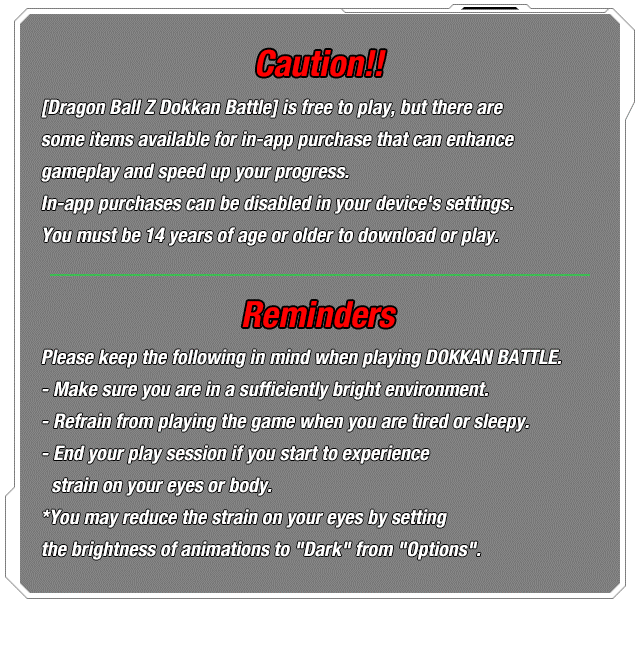 Caution!!
[Dragon Ball Z Dokkan Battle] is free to play, but there are
some items available for in-app purchase that can enhance
gameplay and speed up your progress.
In-app purchases can be disabled in your device's settings.
You must be 14 years of age or older to download or play.
Reminders
Please keep the following in mind when playing DOKKAN BATTLE.
- Make sure you are in a sufficiently bright environment.
- Refrain from playing the game when you are tired or sleepy.
- End your play session if you start to experience
strain on your eyes or body.
*You may reduce the strain on your eyes by setting
the brightness of animations to "Dark" from "Options".